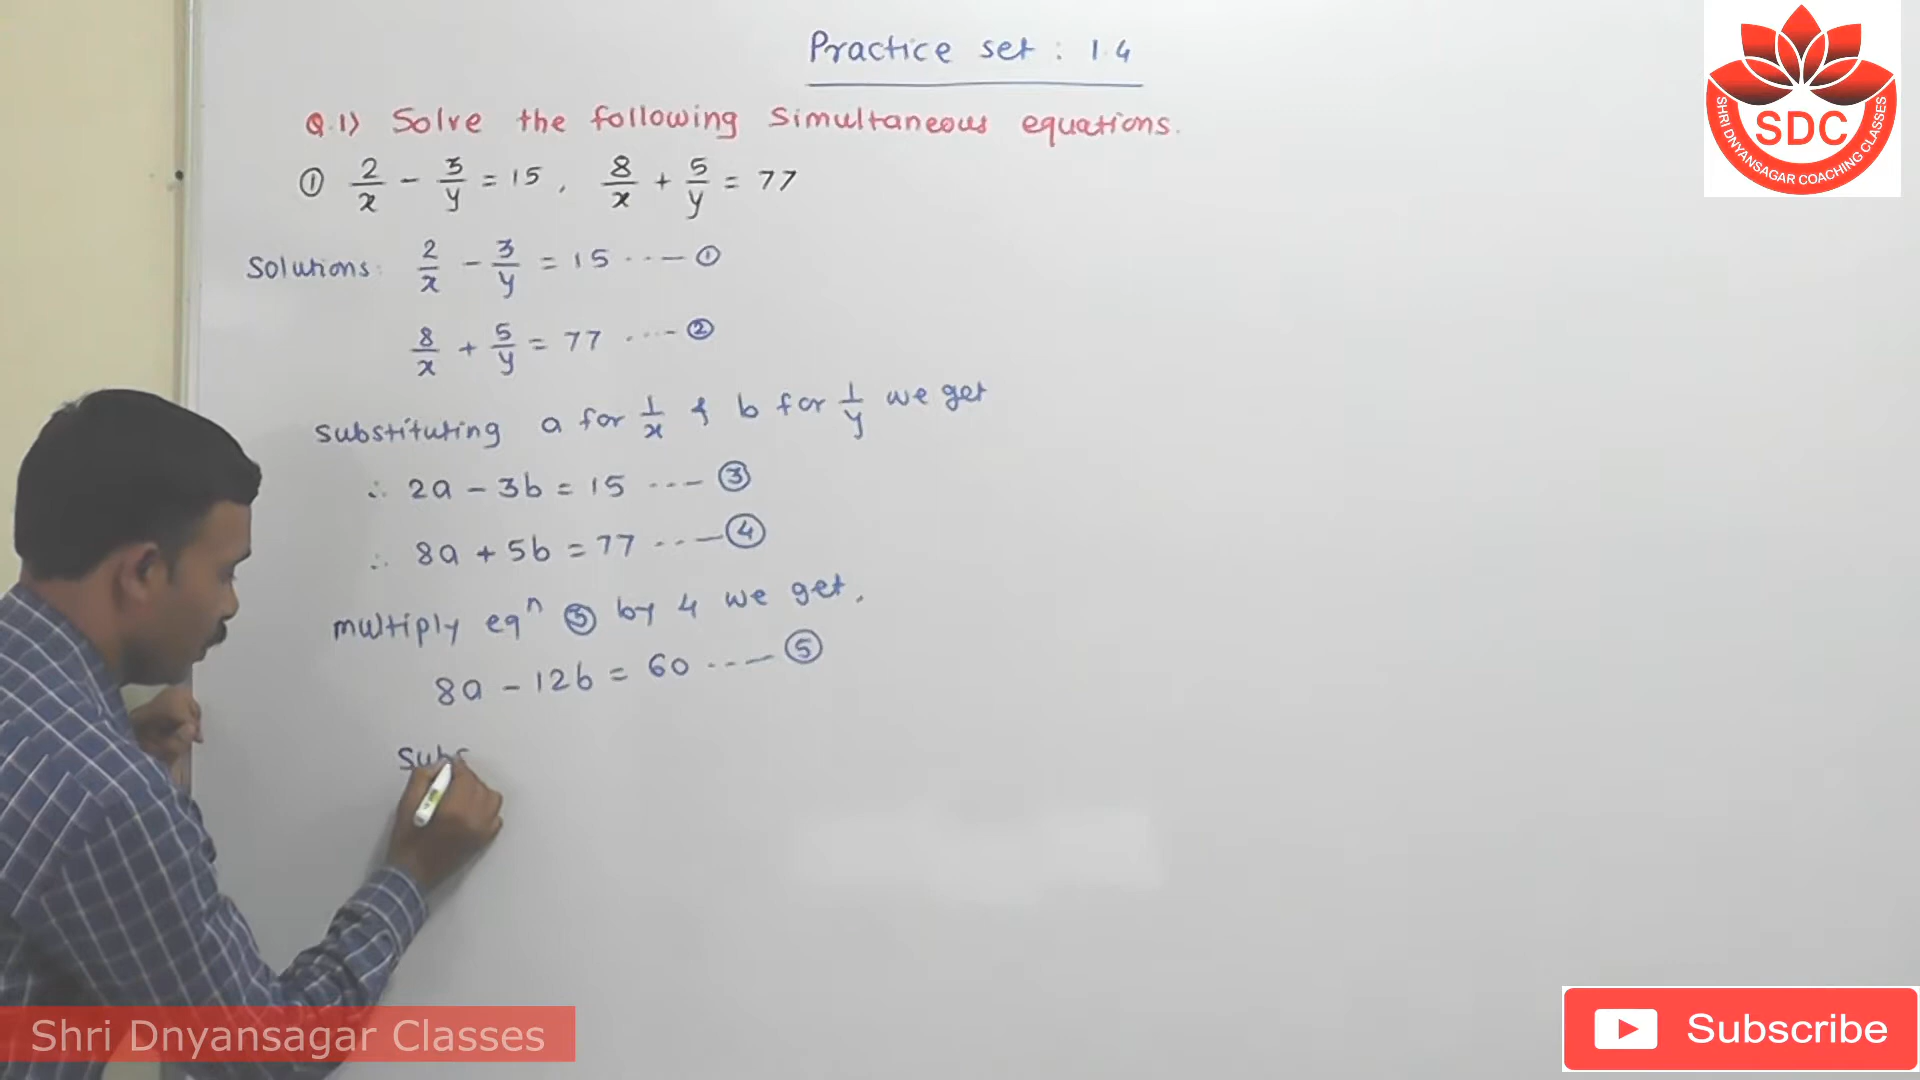 Practice set : 1.4
Q.1) Solve the following simultaneous equations.
① 2/x - 3/y = 15 , 8/x + 5/y = 77
Solutions: 2/x - 3/y = 15 ---- ①
8/x + 5/y = 77 ---- ②
substituting a for 1/x & b for 1/y we get
∴ 2a - 3b = 15 ---- ③
∴ 8a + 5b = 77 ---- ④
multiply eqⁿ ③ by 4 we get,
8a - 12b = 60 ---- ⑤
Subs
SHRI DNYANSAGAR COACHING CLASSES
SDC
Shri Dnyansagar Classes
Subscribe